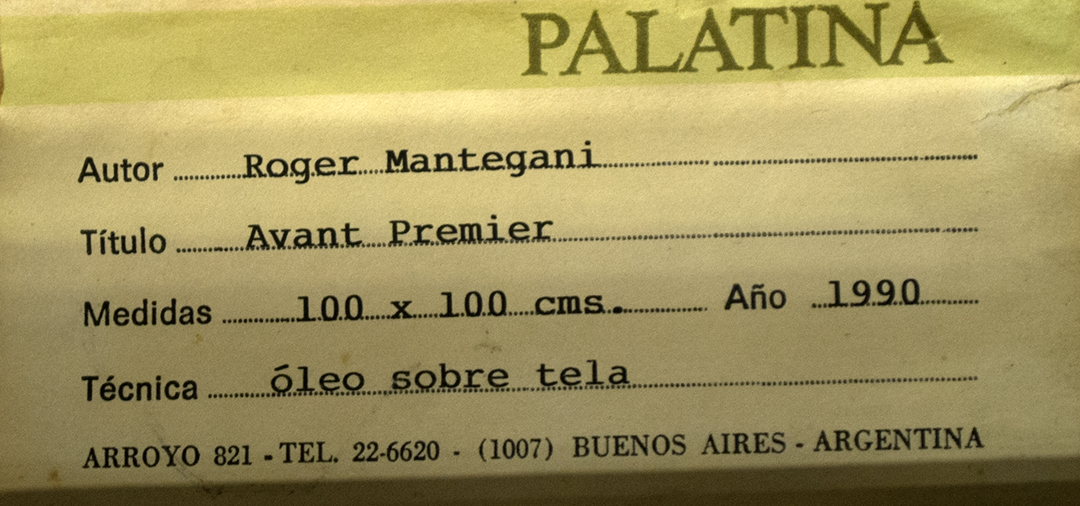 PALATINA
Autor Roger Mantegani
Título Avant Premier
Medidas 100 x 100 cms. Año 1990
Técnica óleo sobre tela
ARROYO 821 - TEL. 22-6620 - (1007) BUENOS AIRES - ARGENTINA